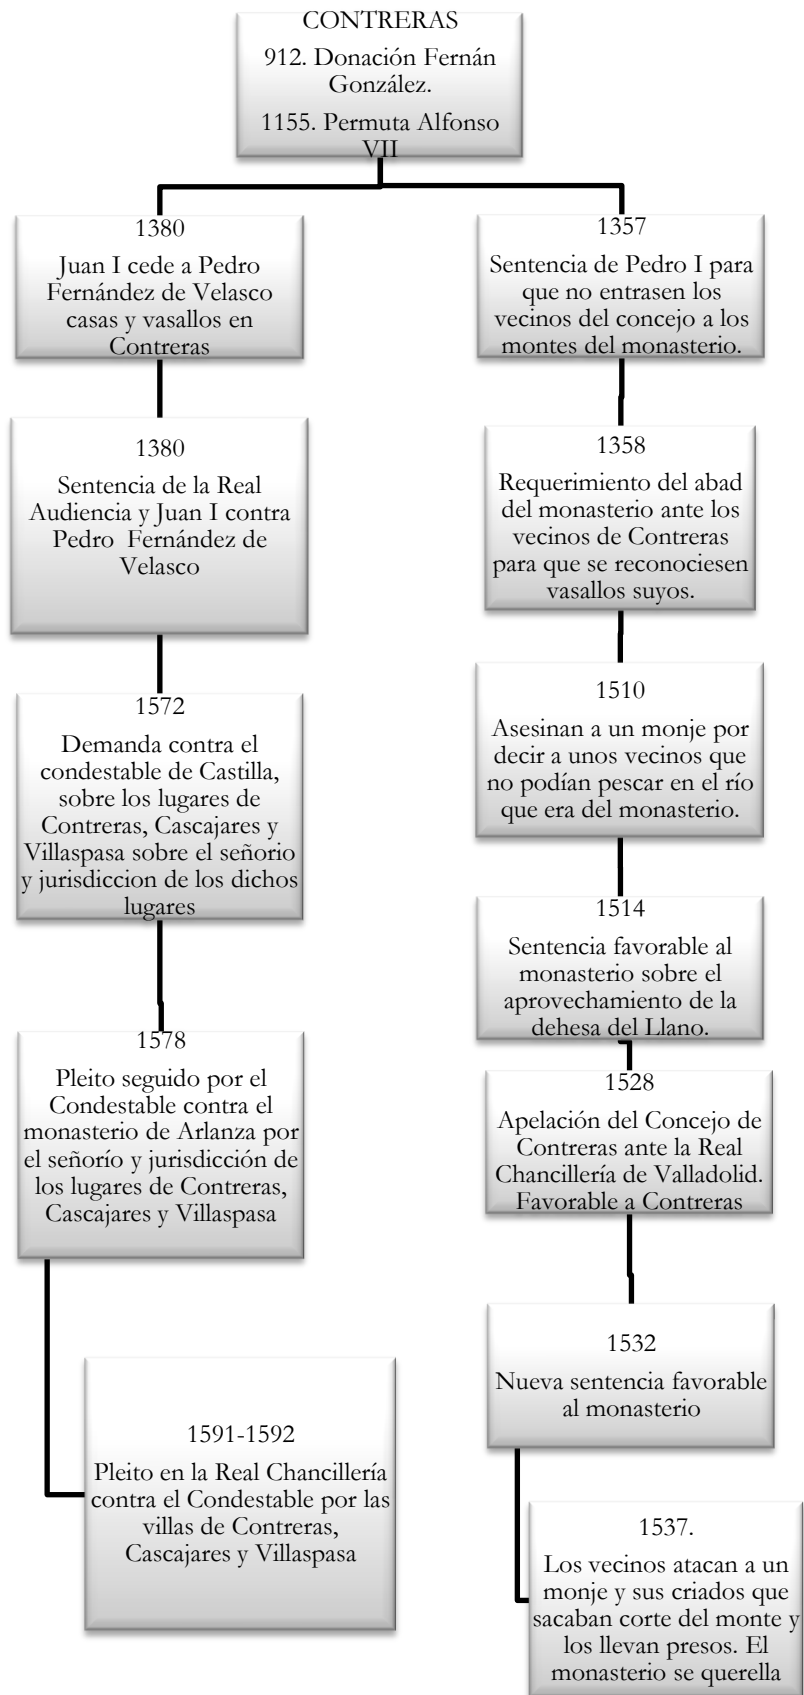 CONTRERAS
912. Donación Fernán
González.
1155. Permuta Alfonso
VII
1380
Juan I cede a Pedro
Fernández de Velasco
casas y vasallos en
Contreras
1380
Sentencia de la Real
Audiencia y Juan I contra
Pedro Fernández de
Velasco
1572
Demanda contra el
condestable de Castilla,
sobre los lugares de
Contreras, Cascajares y
Villaspasa sobre el señorio
y jurisdiccion de los dichos
lugares
1578
Pleito seguido por el
Condestable contra el
monasterio de Arlanza por
el señorío y jurisdicción de
los lugares de Contreras,
Cascajares y Villaspasa
1591-1592
Pleito en la Real Chancillería
contra el Condestable por las
villas de Contreras,
Cascajares y Villaspasa
1357
Sentencia de Pedro I para
que no entrasen los
vecinos del concejo a los
montes del monasterio.
1358
Requerimiento del abad
del monasterio ante los
vecinos de Contreras
para que se reconociesen
vasallos suyos.
1510
Asesinan a un monje por
decir a unos vecinos que
no podían pescar en el río
que era del monasterio.
1514
Sentencia favorable al
monasterio sobre el
aprovechamiento de la
dehesa del Llano.
1528
Apelación del Concejo de
Contreras ante la Real
Chancillería de Valladolid.
Favorable a Contreras
1532
Nueva sentencia favorable
al monasterio
1537.
Los vecinos atacan a un
monje y sus criados que
sacaban corte del monte y
los llevan presos. El
monasterio se querella